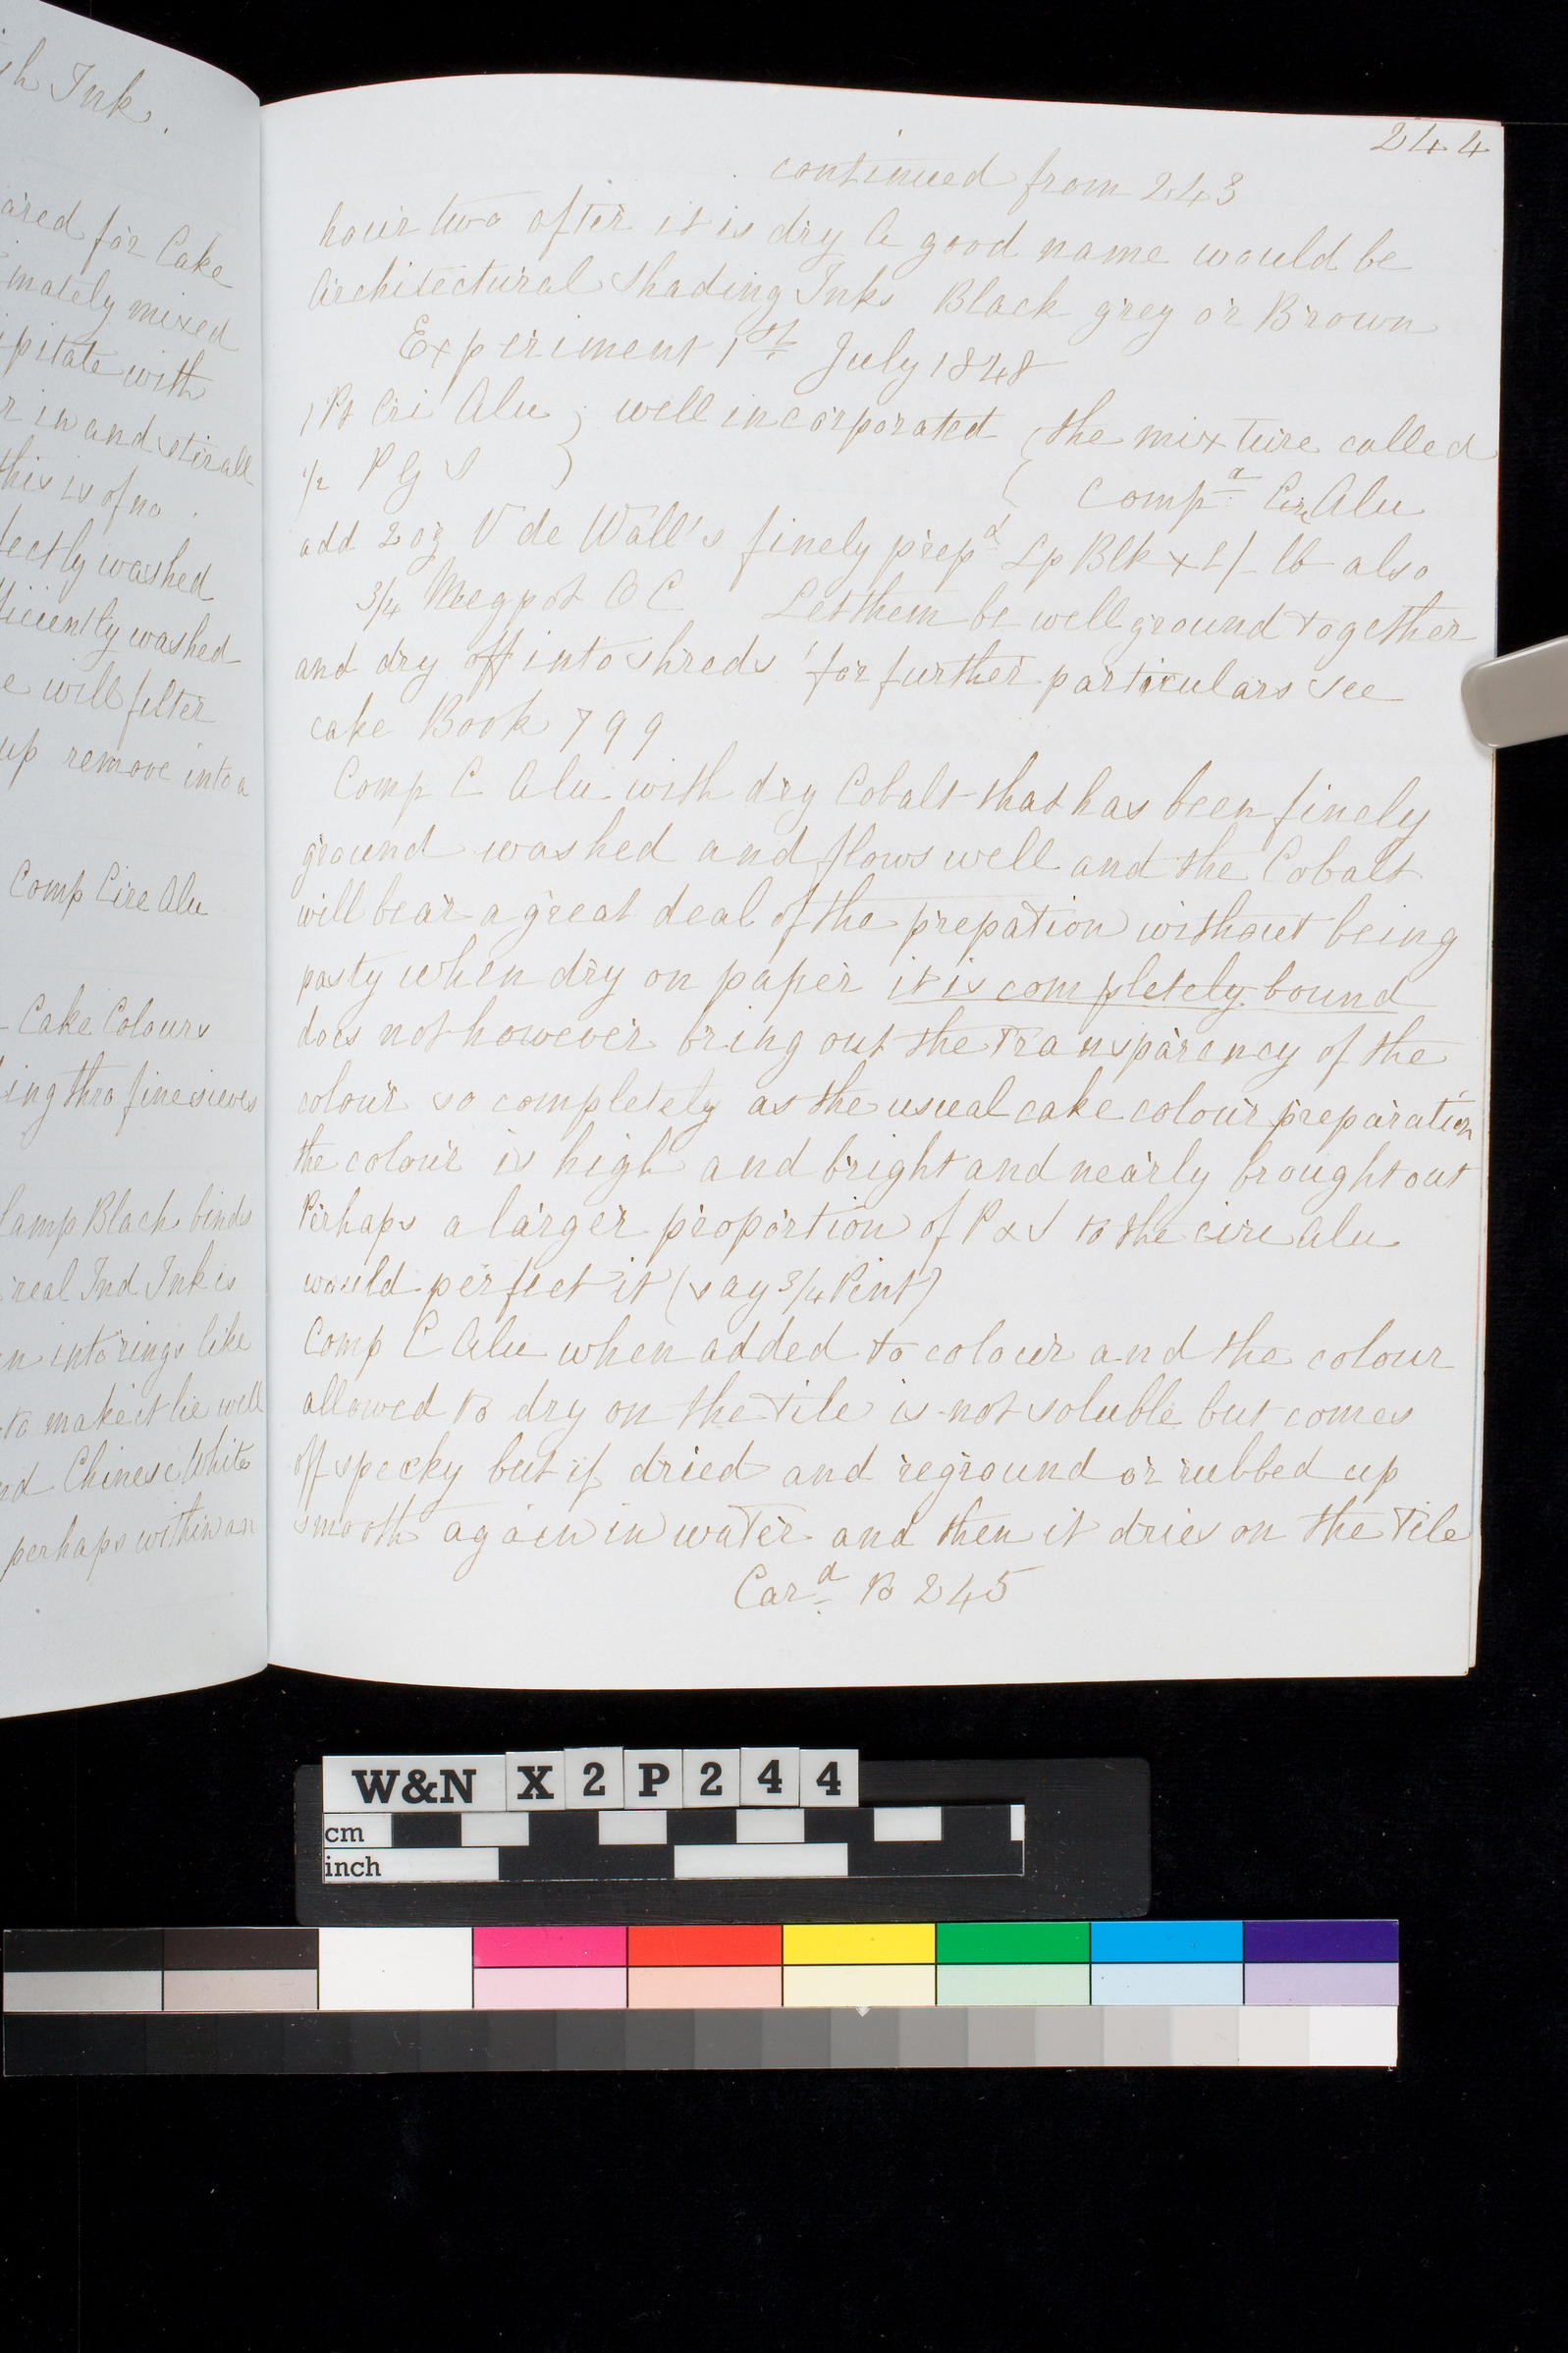 sh Ink.
ared for Cake
imately mixed
ipitate with
r in and stir all
this is of no
fectly washed
ficiently washed
e will filter
up remove into a
Comp Cire Alu
Cake Colours
ing thro fine sieves
Lamp Black binds
real Ind Ink is
n into rings like
to make it lie well
nd Chinese White
perhaps within an
244
continued from 243
hour two after it is dry A good name would be
Architectural Shading Inks Black grey or Brown
Experiment 1st July 1848
1 Pt Cri Alu } well incorporated { the mixture called
1/2 P G S } { Compd Cire Alu
add 2 oz V de Wall's finely prepd Lp Blk x L/- lb also
3/4 Meegpot O C Let them be well ground together
and dry off into shreds for further particulars see
cake Book 799
Comp C Alu with dry Cobalt that has been finely
ground washed and flows well and the Cobalt
will bear a great deal of the prepation without being
pasty when dry on paper it is completely bound
does not however bring out the Transparency of the
colour so completely as the usual cake colour preparation
the colour is high and bright and nearly brought out
Perhaps a larger proportion of P & S to the cire Alu
would perfect it (say 3/4 Pint)
Comp C Alu when added to colour and the colour
allowed to dry on the Tile is not soluble but comes
off specky but if dried and reground or rubbed up
smooth again in water and then it dries on the Tile
Card to 245
W&N X2P244
cm
inch